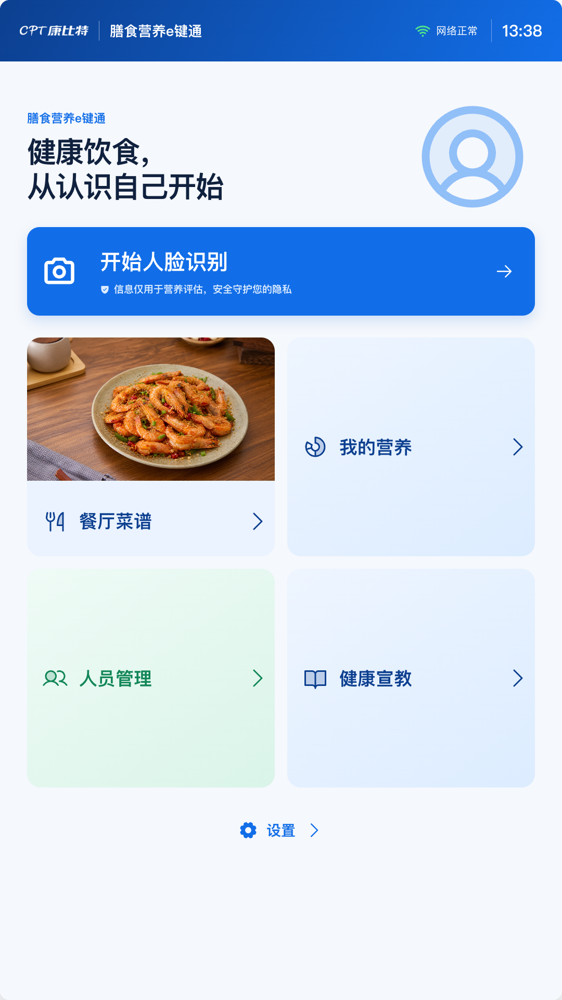 CPT康比特
膳食营养e键通
网络正常
13:38
膳食营养e键通
健康饮食，
从认识自己开始
开始人脸识别
信息仅用于营养评估，安全守护您的隐私
我的营养
餐厅菜谱
人员管理
健康宣教
设置